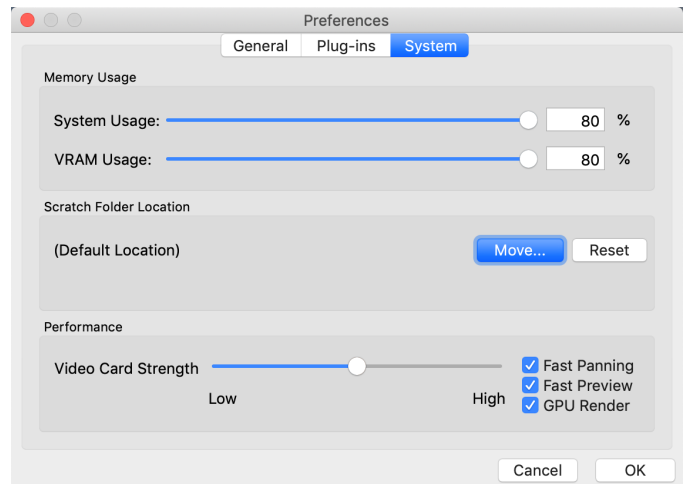 Preferences
General Plug-ins System
Memory Usage
System Usage: 80 %
VRAM Usage: 80 %
Scratch Folder Location
(Default Location) Move... Reset
Performance
Video Card Strength Fast Panning
Fast Preview
Low High GPU Render
Cancel OK